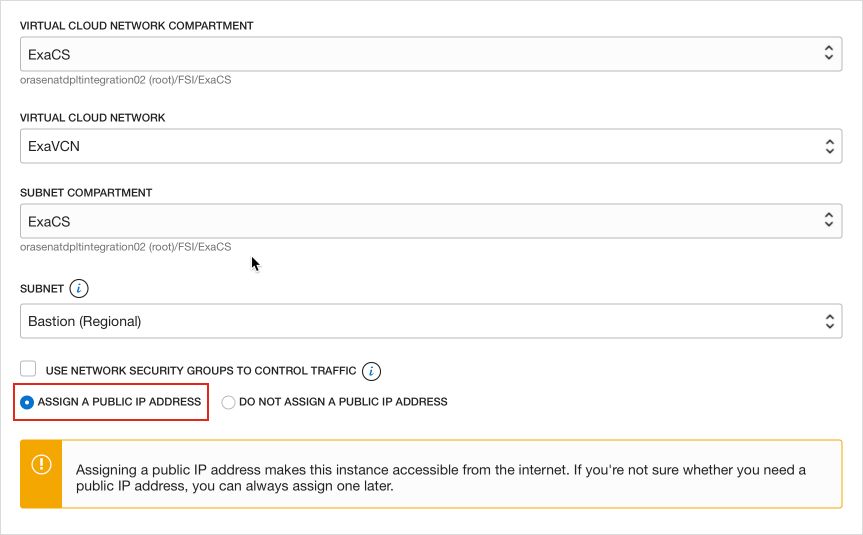 VIRTUAL CLOUD NETWORK COMPARTMENT
ExaCS
orasenatdpltintegration02 (root)/FSI/ExaCS
VIRTUAL CLOUD NETWORK
ExaVCN
SUBNET COMPARTMENT
ExaCS
orasenatdpltintegration02 (root)/FSI/ExaCS
SUBNET i
Bastion (Regional)
USE NETWORK SECURITY GROUPS TO CONTROL TRAFFIC i
ASSIGN A PUBLIC IP ADDRESS DO NOT ASSIGN A PUBLIC IP ADDRESS
Assigning a public IP address makes this instance accessible from the internet. If you're not sure whether you need a
public IP address, you can always assign one later.